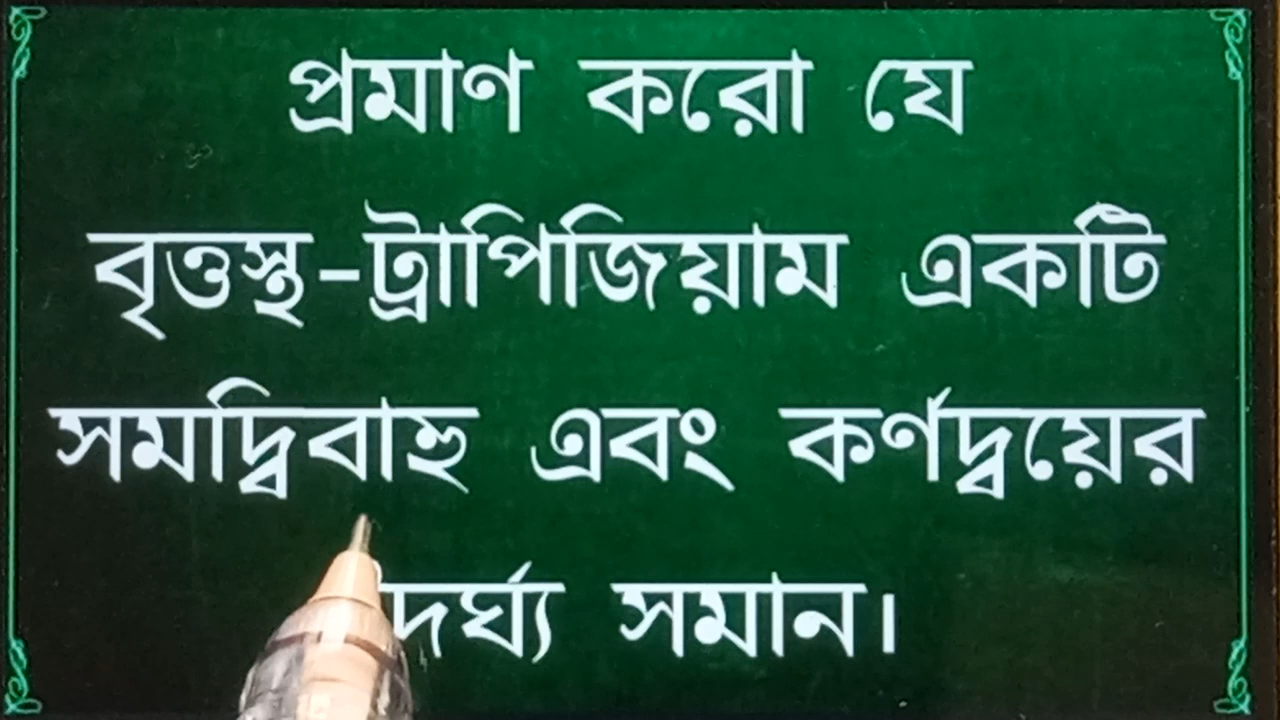 প্রমাণ করো যে
বৃত্তস্থ-ট্রাপিজিয়াম একটি
সমদ্বিবাহু এবং কর্ণদ্বয়ের
সমান।